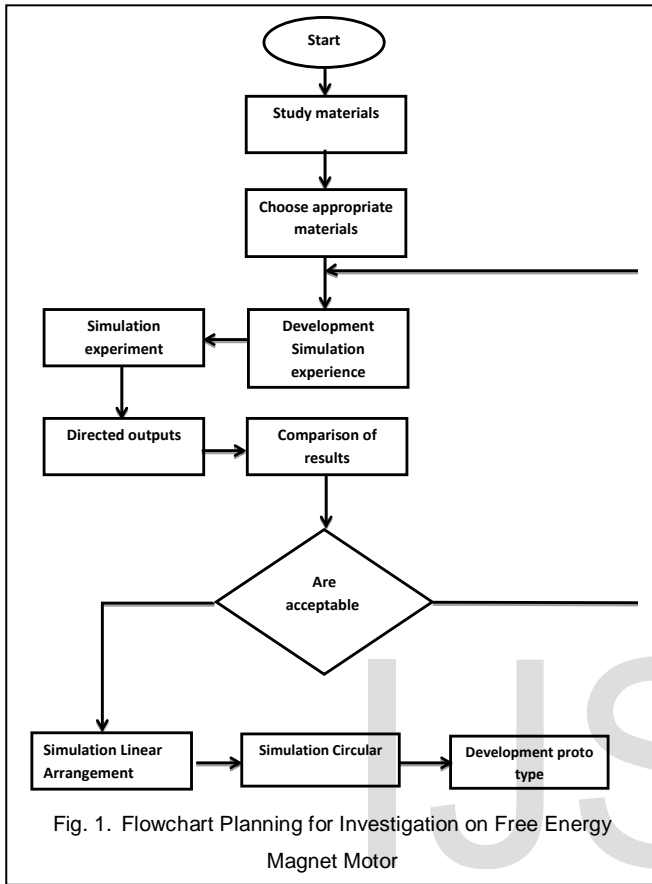 Start
Study materials
Choose appropriate
materials
Simulation
experiment
Development
Simulation
experience
Directed outputs
Comparison of
results
Are
acceptable
Simulation Linear
Arrangement
Simulation Circular
Development proto
type
Fig. 1. Flowchart Planning for Investigation on Free Energy
Magnet Motor
IJS